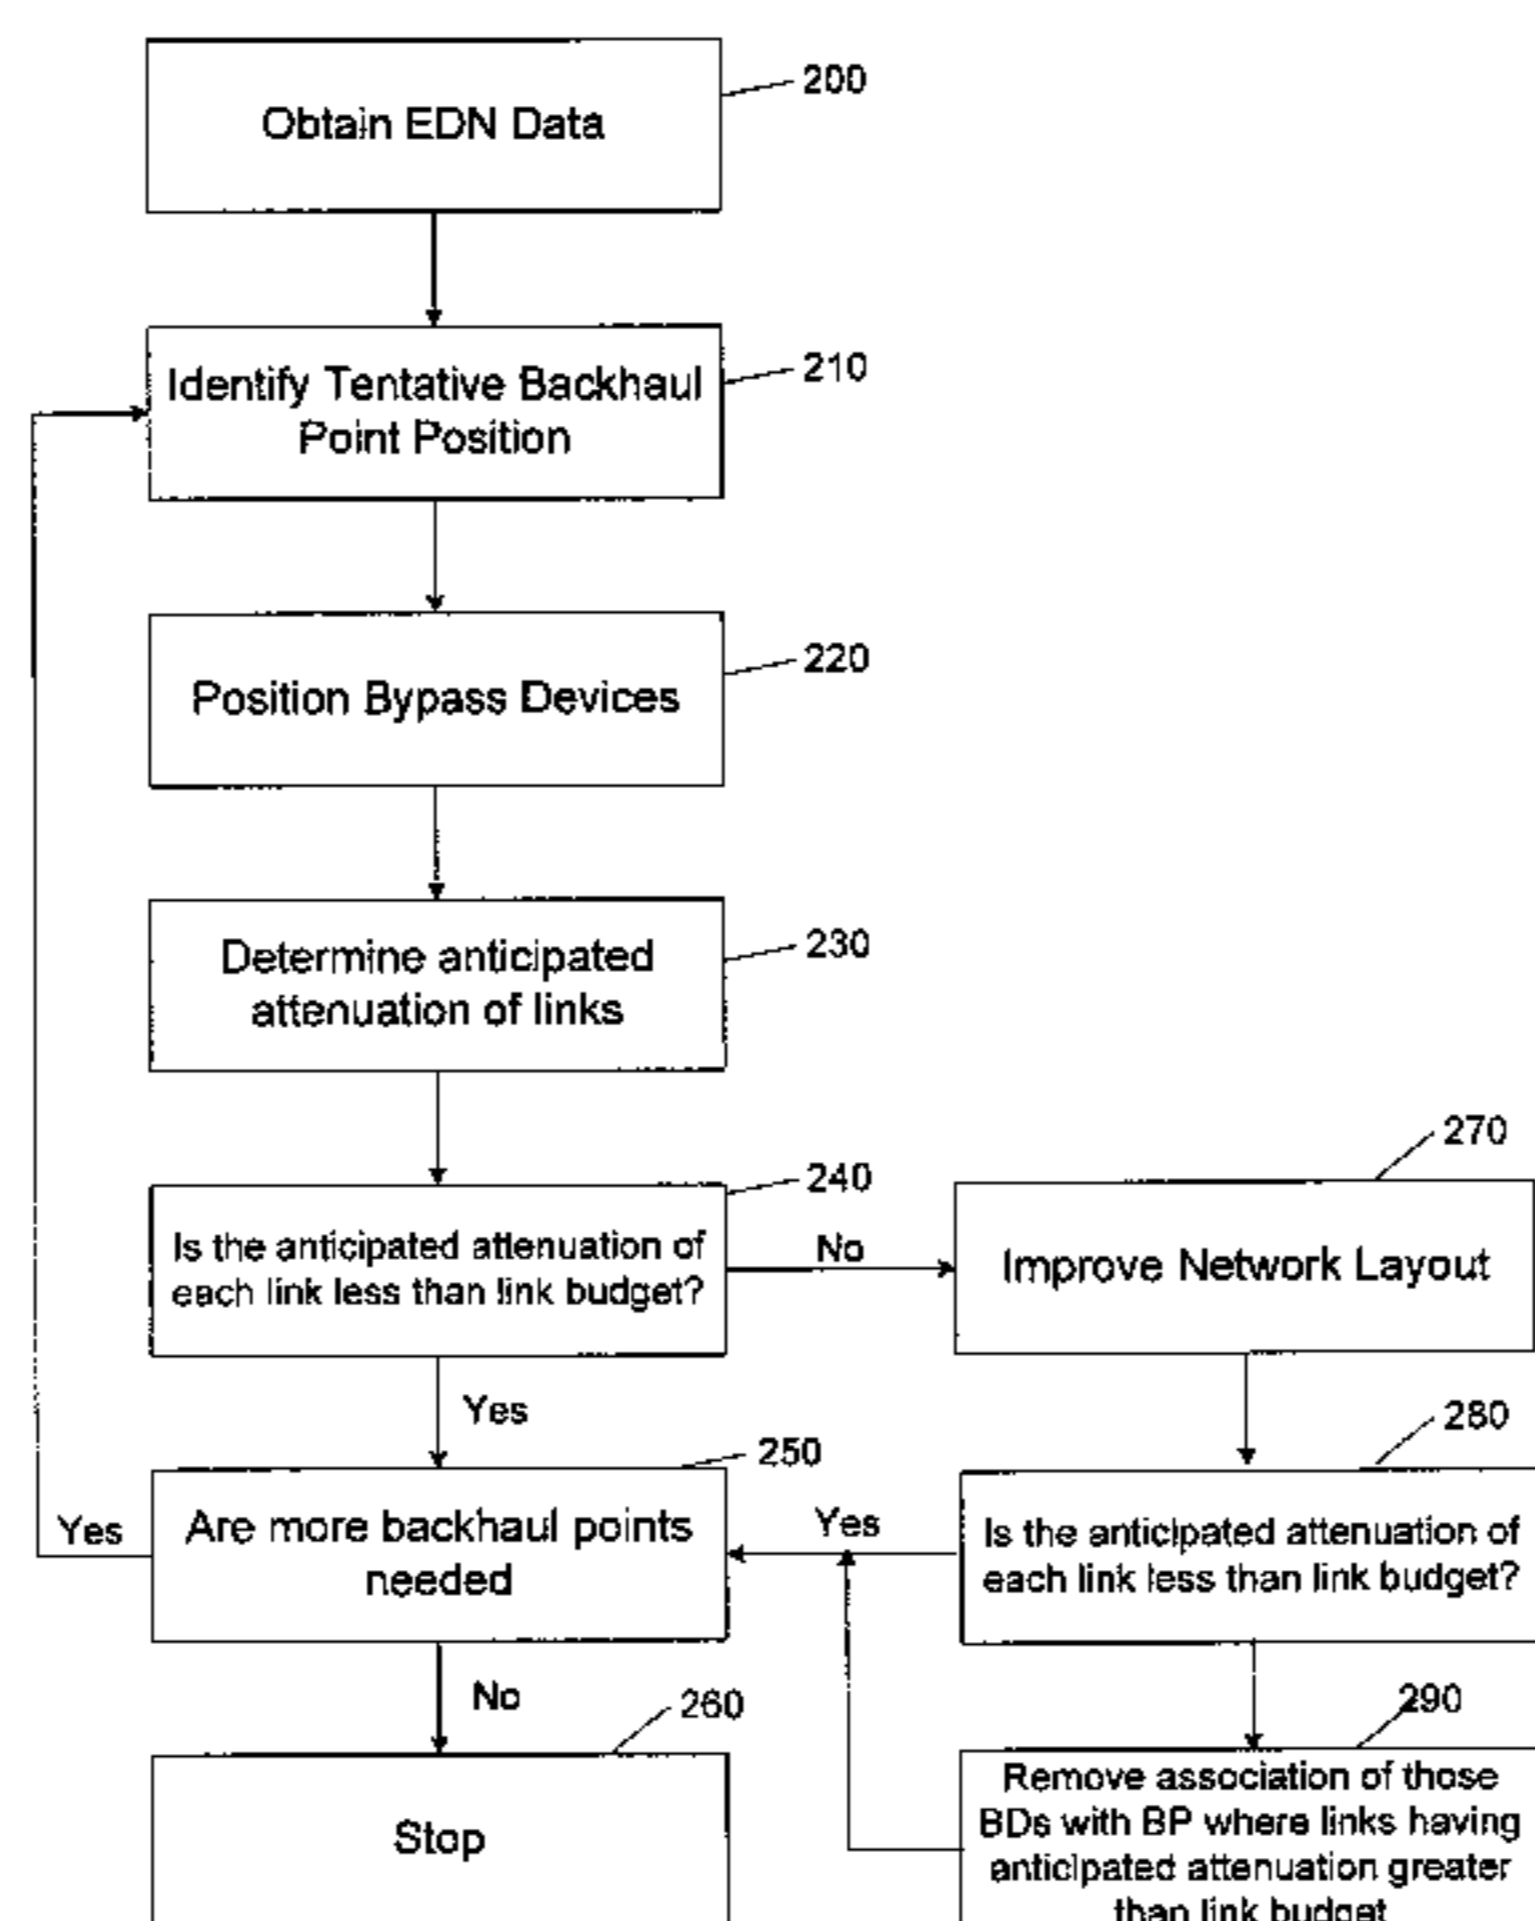 Obtain EDN Data
200
Identify Tentative Backhaul
Point Position
210
Position Bypass Devices
220
Determine anticipated
attenuation of links
230
Is the anticipated attenuation of
each link less than link budget?
240
No
Improve Network Layout
270
Yes
Are more backhaul points
needed
250
Yes
Yes
Is the anticipated attenuation of
each link less than link budget?
280
No
Stop
260
Remove association of those
BDs with BP where links having
anticipated attenuation greater
than link budget
290